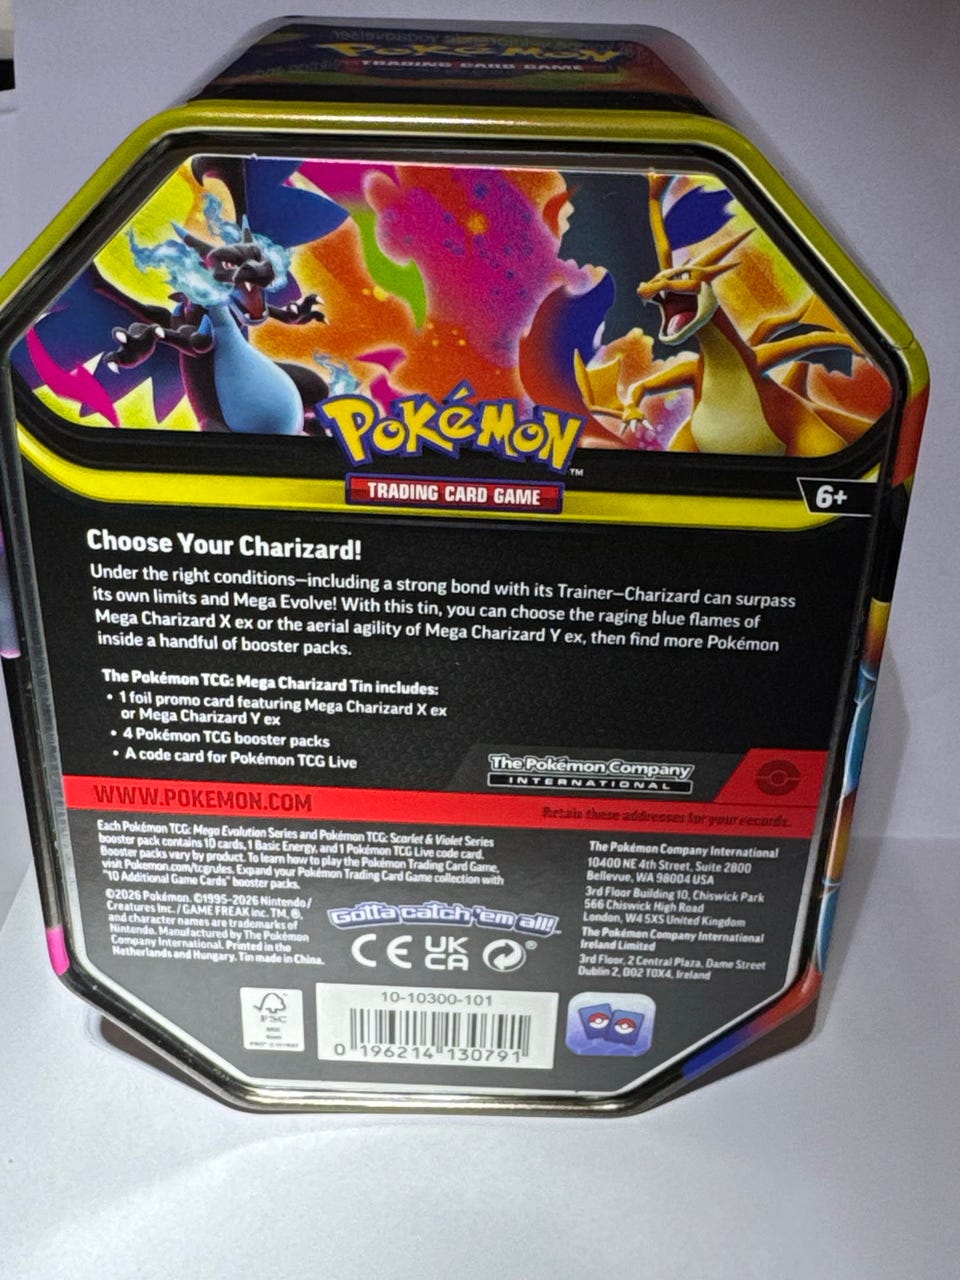 POKÉMON
TRADING CARD GAME
POKÉMON™
TRADING CARD GAME
6+
Choose Your Charizard!
Under the right conditions—including a strong bond with its Trainer—Charizard can surpass
its own limits and Mega Evolve! With this tin, you can choose the raging blue flames of
Mega Charizard X ex or the aerial agility of Mega Charizard Y ex, then find more Pokémon
inside a handful of booster packs.
The Pokémon TCG: Mega Charizard Tin includes:
• 1 foil promo card featuring Mega Charizard X ex
or Mega Charizard Y ex
• 4 Pokémon TCG booster packs
• A code card for Pokémon TCG Live
The Pokémon Company
INTERNATIONAL
WWW.POKEMON.COM
Retain these addresses for your records.
Each Pokémon TCG: Mega Evolution Series and Pokémon TCG: Scarlet & Violet Series
booster pack contains 10 cards, 1 Basic Energy, and 1 Pokémon TCG Live code card.
Booster packs vary by product. To learn how to play the Pokémon Trading Card Game,
visit Pokemon.com/tcgrules. Expand your Pokémon Trading Card Game collection with
"10 Additional Game Cards" booster packs.
©2026 Pokémon. ©1995-2026 Nintendo/
Creatures Inc./GAME FREAK inc. TM, ®,
and character names are trademarks of
Nintendo. Manufactured by The Pokémon
Company International. Printed in the
Netherlands and Hungary. Tin made in China.
Gotta catch 'em all!
CE UK CA ®
The Pokémon Company International
10400 NE 4th Street, Suite 2800
Bellevue, WA 98004 USA
3rd Floor Building 10, Chiswick Park
566 Chiswick High Road
London, W4 5XS United Kingdom
The Pokémon Company International
Ireland Limited
3rd Floor, 2 Central Plaza, Dame Street
Dublin 2, D02 T0X4, Ireland
FSC
10-10300-101
0 196214 130791